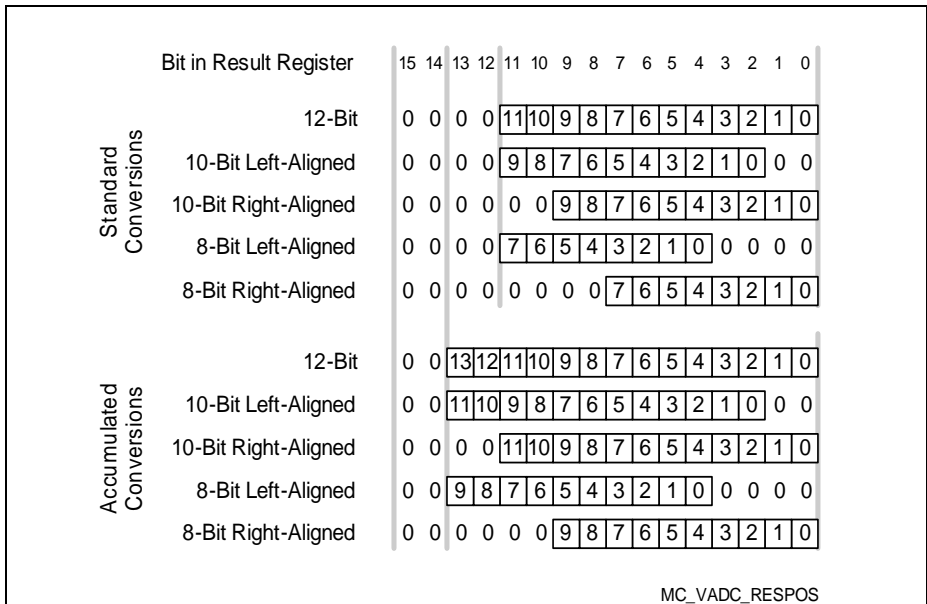 Bit in Result Register 15 14 13 12 11 10 9 8 7 6 5 4 3 2 1 0
Standard Conversions
12-Bit 0 0 0 0 11 10 9 8 7 6 5 4 3 2 1 0
10-Bit Left-Aligned 0 0 0 0 9 8 7 6 5 4 3 2 1 0 0 0
10-Bit Right-Aligned 0 0 0 0 0 0 9 8 7 6 5 4 3 2 1 0
8-Bit Left-Aligned 0 0 0 0 7 6 5 4 3 2 1 0 0 0 0 0
8-Bit Right-Aligned 0 0 0 0 0 0 0 0 7 6 5 4 3 2 1 0
Accumulated Conversions
12-Bit 0 0 13 12 11 10 9 8 7 6 5 4 3 2 1 0
10-Bit Left-Aligned 0 0 11 10 9 8 7 6 5 4 3 2 1 0 0 0
10-Bit Right-Aligned 0 0 0 0 11 10 9 8 7 6 5 4 3 2 1 0
8-Bit Left-Aligned 0 0 9 8 7 6 5 4 3 2 1 0 0 0 0 0
8-Bit Right-Aligned 0 0 0 0 0 0 9 8 7 6 5 4 3 2 1 0
MC_VADC_RESPOS